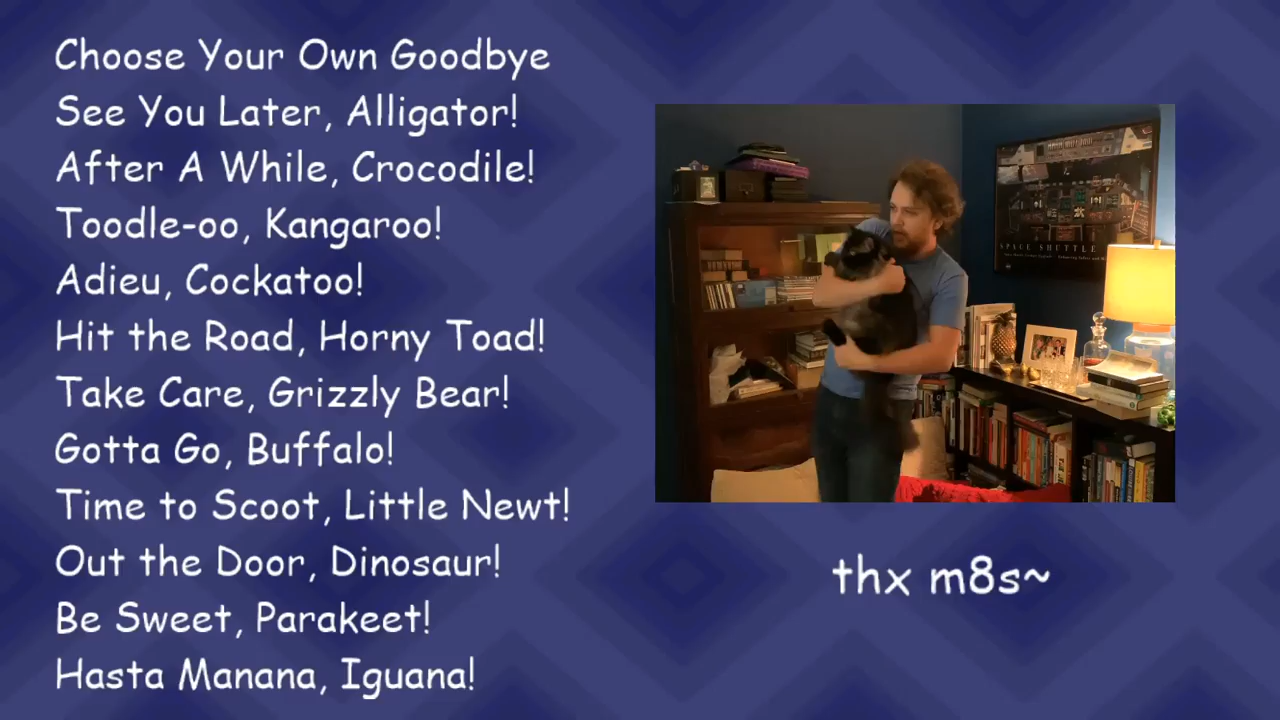 Choose Your Own Goodbye
See You Later, Alligator!
After A While, Crocodile!
Toodle-oo, Kangaroo!
Adieu, Cockatoo!
Hit the Road, Horny Toad!
Take Care, Grizzly Bear!
Gotta Go, Buffalo!
Time to Scoot, Little Newt!
Out the Door, Dinosaur!
Be Sweet, Parakeet!
Hasta Manana, Iguana!
SPACE SHUTTLE
thx m8s~